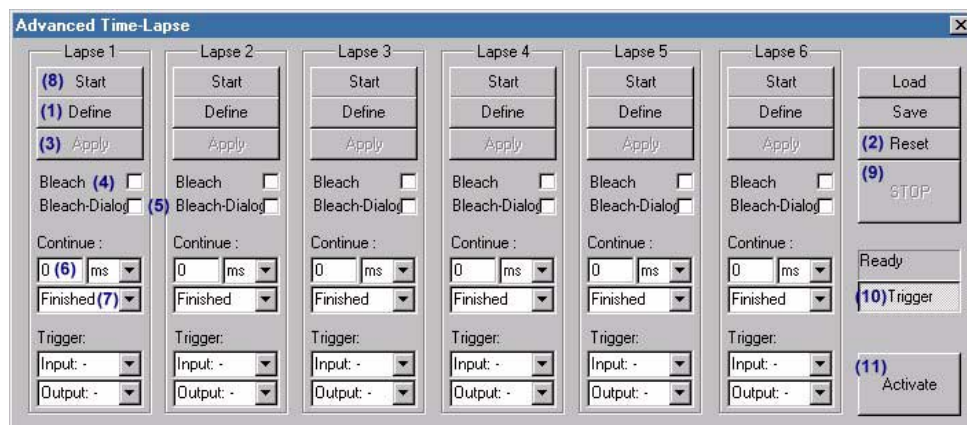 Advanced Time-Lapse
Lapse 1 Lapse 2 Lapse 3 Lapse 4 Lapse 5 Lapse 6
(8) Start Start Start Start Start Start Load
(1) Define Define Define Define Define Define Save
(3) Apply Apply Apply Apply Apply Apply (2) Reset
(9) STOP
Bleach (4) Bleach Bleach Bleach Bleach Bleach
Bleach-Dialog (5) Bleach-Dialog Bleach-Dialog Bleach-Dialog Bleach-Dialog Bleach-Dialog
Continue : Continue : Continue : Continue : Continue : Continue :
0 (6) ms 0 ms 0 ms 0 ms 0 ms 0 ms Ready
Finished (7) Finished Finished Finished Finished Finished (10) Trigger
Trigger: Trigger: Trigger: Trigger: Trigger: Trigger:
Input: - Input: - Input: - Input: - Input: - Input: - (11)
Output: - Output: - Output: - Output: - Output: - Output: - Activate